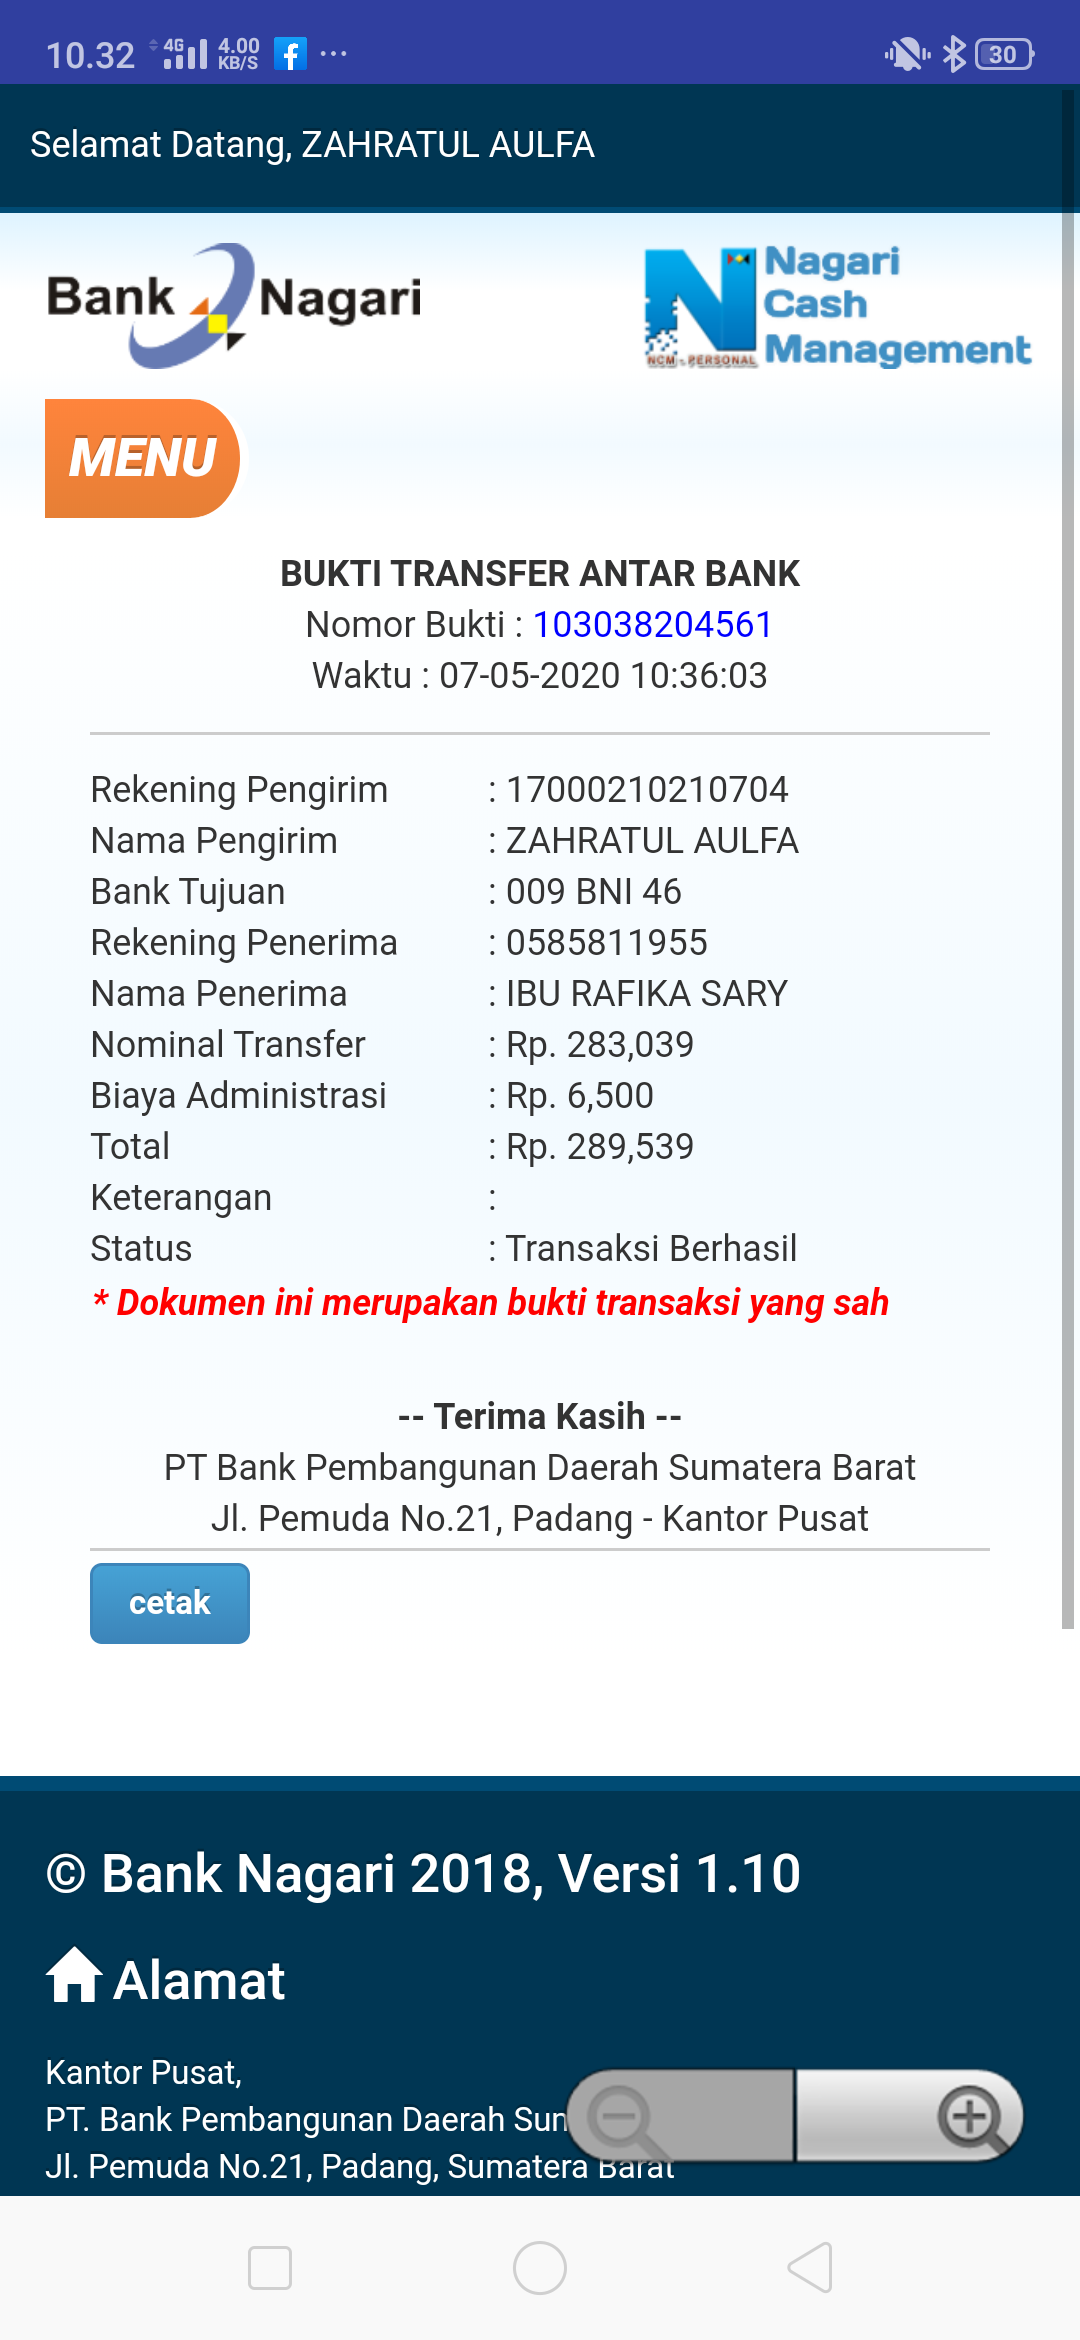 10.32 4G 4.00 KB/S ... 30
Selamat Datang, ZAHRATUL AULFA
Bank Nagari
Nagari
Cash
Management
NCM - PERSONAL
MENU
BUKTI TRANSFER ANTAR BANK
Nomor Bukti : 103038204561
Waktu : 07-05-2020 10:36:03
Rekening Pengirim : 17000210210704
Nama Pengirim : ZAHRATUL AULFA
Bank Tujuan : 009 BNI 46
Rekening Penerima : 0585811955
Nama Penerima : IBU RAFIKA SARY
Nominal Transfer : Rp. 283,039
Biaya Administrasi : Rp. 6,500
Total : Rp. 289,539
Keterangan :
Status : Transaksi Berhasil
* Dokumen ini merupakan bukti transaksi yang sah
-- Terima Kasih --
PT Bank Pembangunan Daerah Sumatera Barat
Jl. Pemuda No.21, Padang - Kantor Pusat
cetak
© Bank Nagari 2018, Versi 1.10
Alamat
Kantor Pusat,
PT. Bank Pembangunan Daerah
Jl. Pemuda No.21, Padang, Sumatera Barat